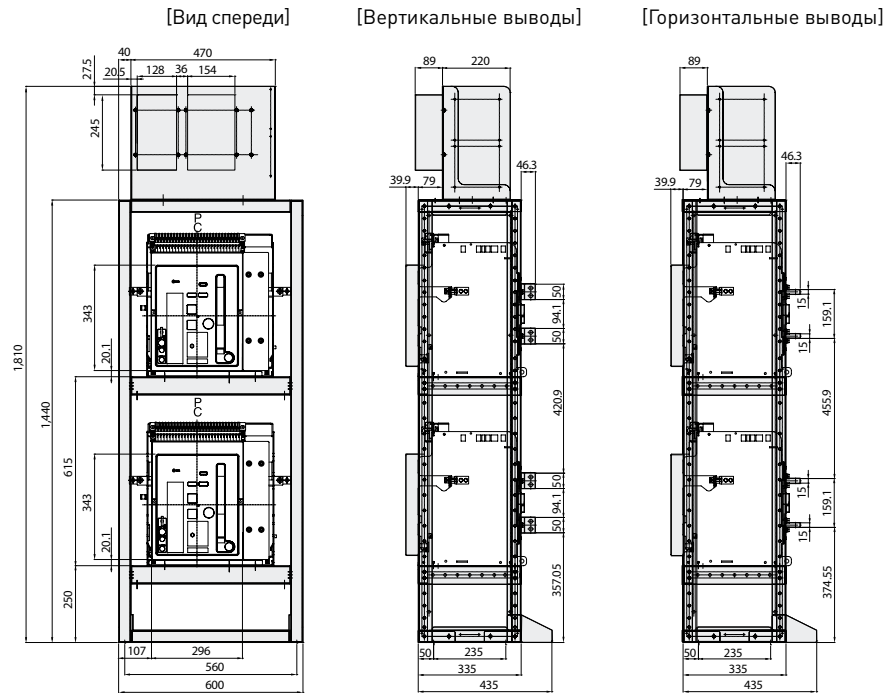 [Вид спереди] [Вертикальные выводы] [Горизонтальные выводы]
40 470 89 220 89
27.5 20.5 128 36 154
245
46.3 46.3
39.9 79 39.9 79
P
C
343
20.1
50
94.1
50
15
159.1
15
1,810
1,440
615
420.9
455.9
P
C
343
20.1
50
94.1
50
15
159.1
15
250
357.05
374.55
107 296 50 235 50 235
560 335 335
600 435 435